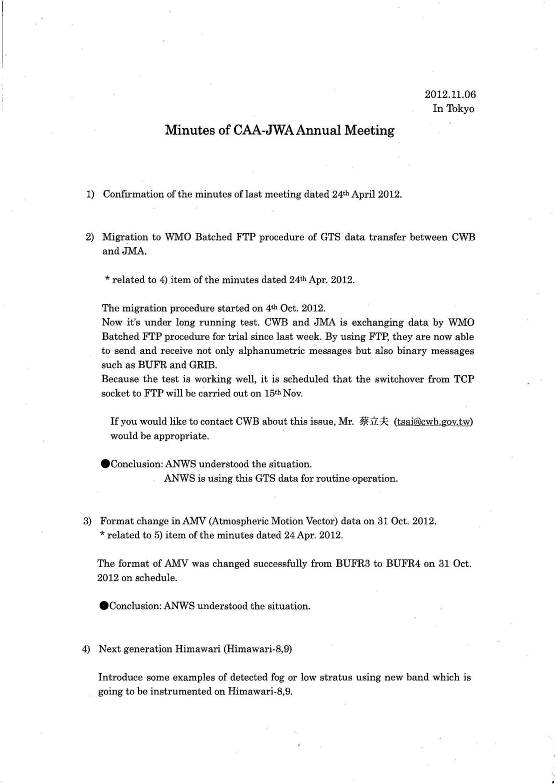 2012.11.06
In Tokyo
Minutes of CAA-JWA Annual Meeting
1) Confirmation of the minutes of last meeting dated 24th April 2012.
2) Migration to WMO Batched FTP procedure of GTS data transfer between CWB
and JMA.
* related to 4) item of the minutes dated 24th Apr. 2012.
The migration procedure started on 4th Oct. 2012.
Now it's under long running test. CWB and JMA is exchanging data by WMO
Batched FTP procedure for trial since last week. By using FTP, they are now able
to send and receive not only alphanumetric messages but also binary messages
such as BUFR and GRIB.
Because the test is working well, it is scheduled that the switchover from TCP
socket to FTP will be carried out on 15th Nov.
If you would like to contact CWB about this issue, Mr. 蔡立夫 (tsai@cwb.gov.tw)
would be appropriate.
●Conclusion: ANWS understood the situation.
ANWS is using this GTS data for routine operation.
3) Format change in AMV (Atmospheric Motion Vector) data on 31 Oct. 2012.
* related to 5) item of the minutes dated 24 Apr. 2012.
The format of AMV was changed successfully from BUFR3 to BUFR4 on 31 Oct.
2012 on schedule.
●Conclusion: ANWS understood the situation.
4) Next generation Himawari (Himawari-8,9)
Introduce some examples of detected fog or low stratus using new band which is
going to be instrumented on Himawari-8,9.